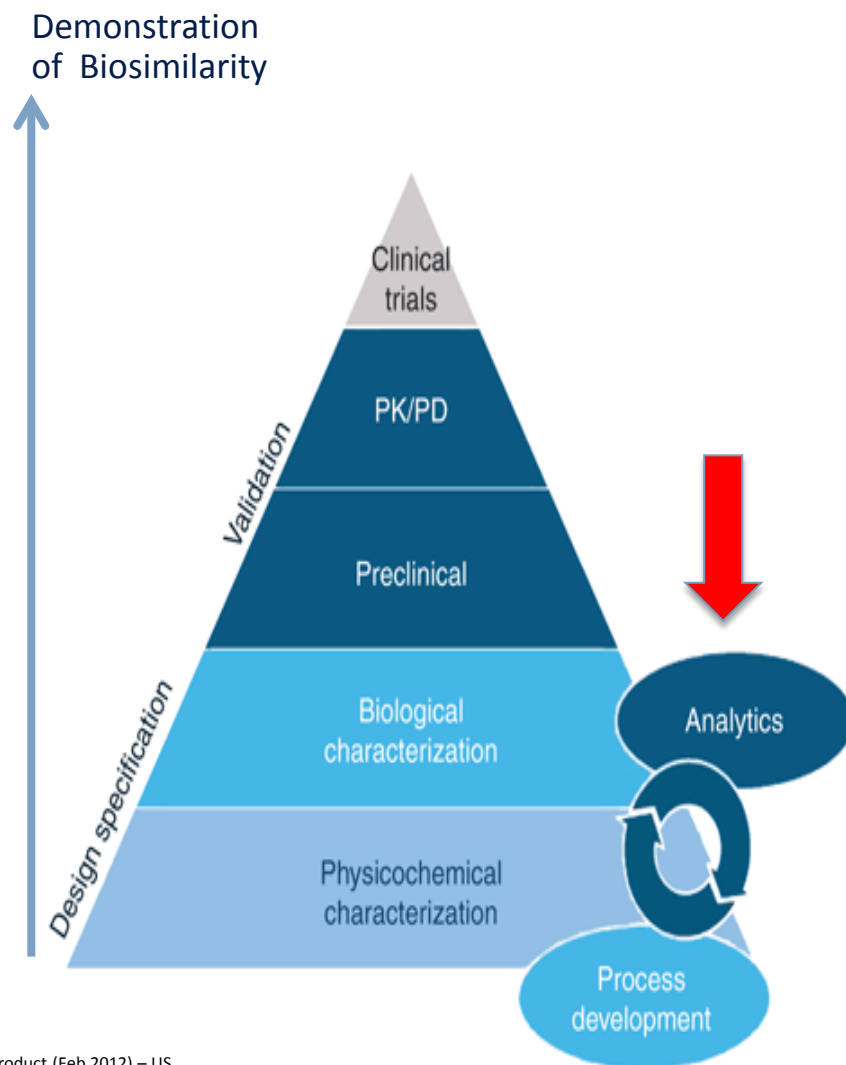 Demonstration
of Biosimilarity
Clinical
trials
PK/PD
Validation
Preclinical
Biological
characterization
Analytics
Design specification
Physicochemical
characterization
Process
development
roduct (Feb 2012) – US